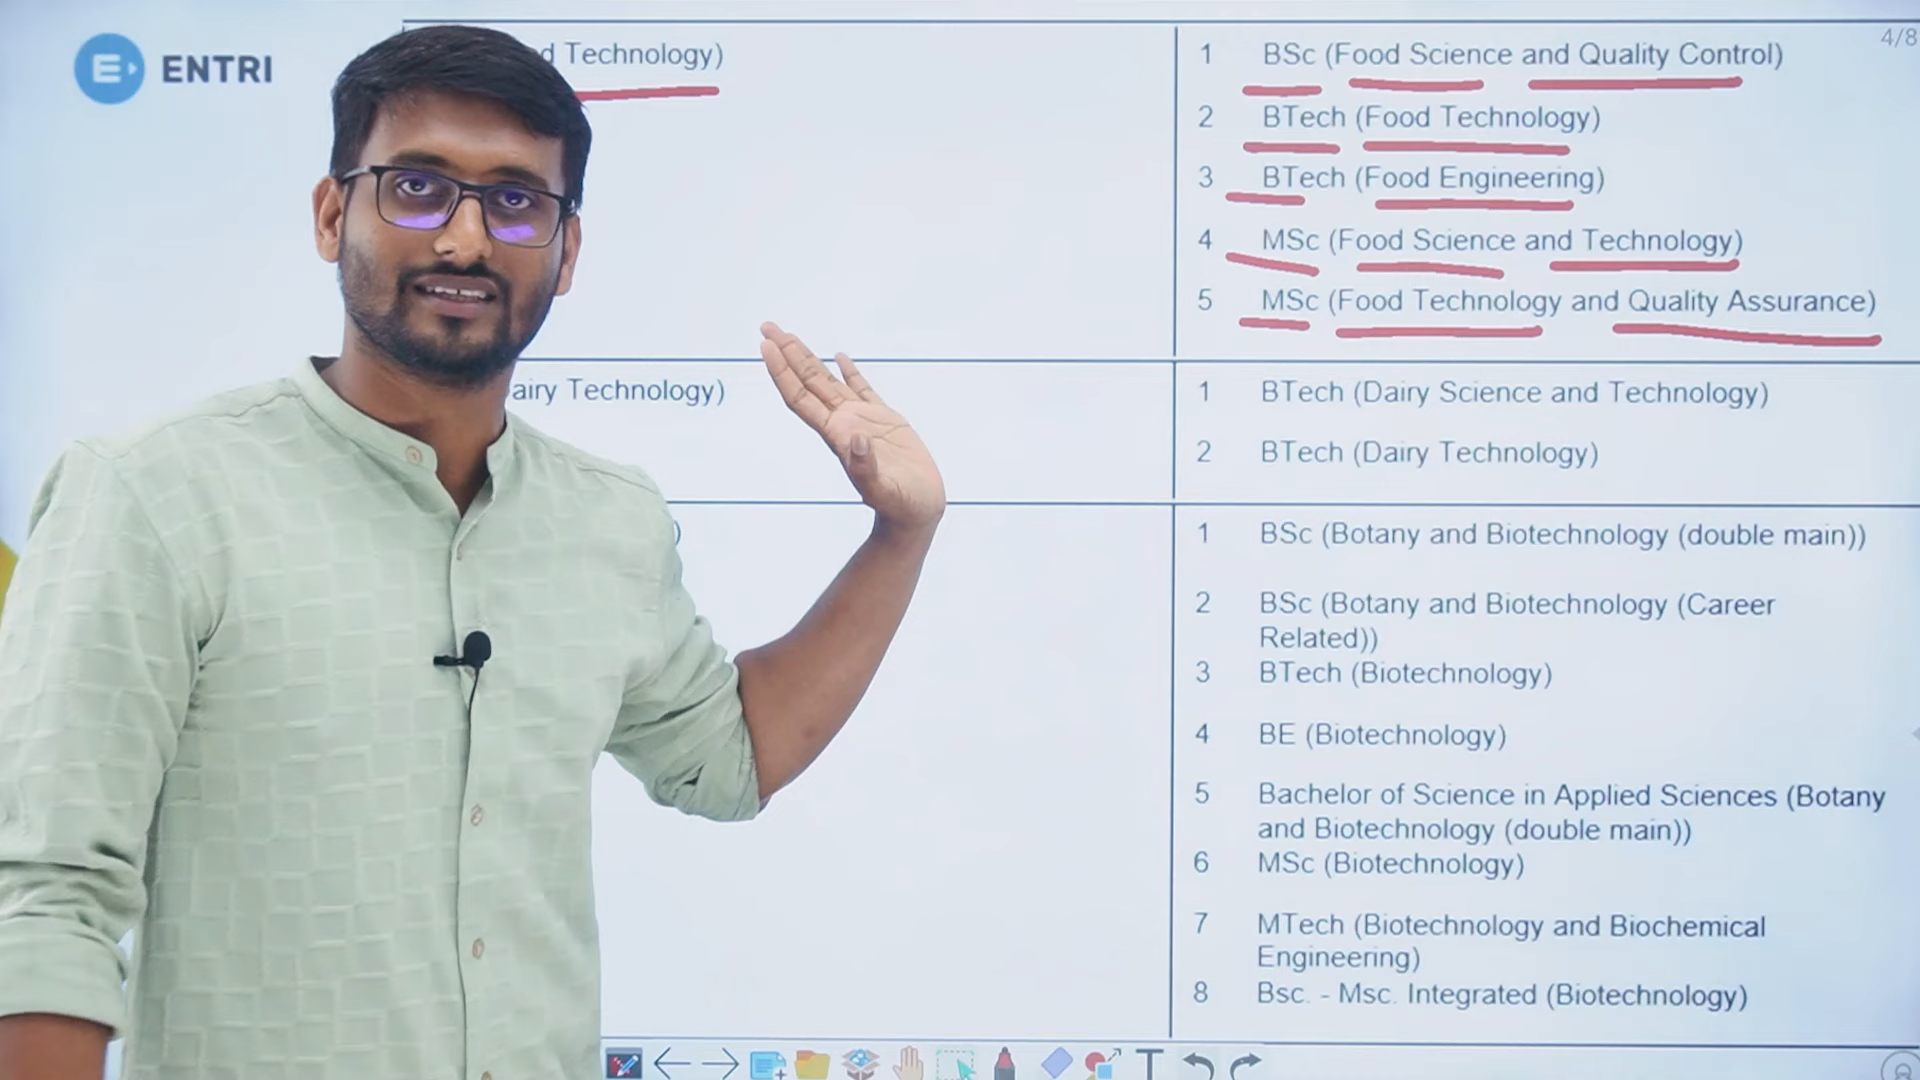 ENTRI
Technology)
4/8
1 BSc (Food Science and Quality Control)
2 BTech (Food Technology)
3 BTech (Food Engineering)
4 MSc (Food Science and Technology)
5 MSc (Food Technology and Quality Assurance)
airy Technology)
1 BTech (Dairy Science and Technology)
2 BTech (Dairy Technology)
1 BSc (Botany and Biotechnology (double main))
2 BSc (Botany and Biotechnology (Career
Related))
3 BTech (Biotechnology)
4 BE (Biotechnology)
5 Bachelor of Science in Applied Sciences (Botany
and Biotechnology (double main))
6 MSc (Biotechnology)
7 MTech (Biotechnology and Biochemical
Engineering)
8 Bsc. - Msc. Integrated (Biotechnology)